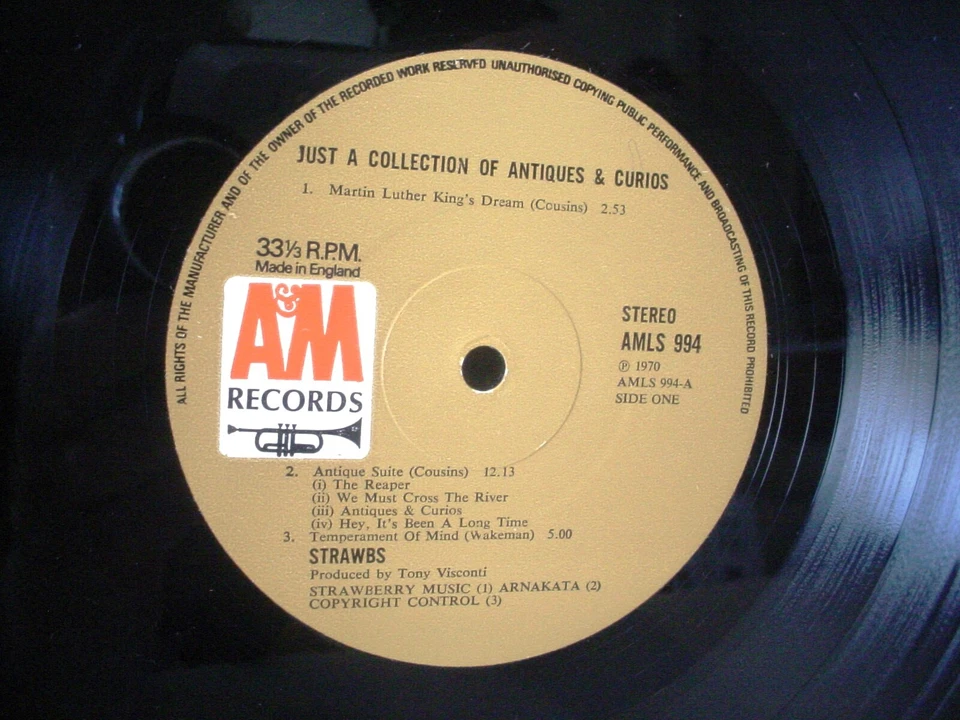 ALL RIGHTS OF THE MANUFACTURER AND OF THE OWNER OF THE RECORDED WORK RESERVED UNAUTHORISED COPYING PUBLIC PERFORMANCE AND BROADCASTING OF THIS RECORD PROHIBITED
JUST A COLLECTION OF ANTIQUES & CURIOS
1. Martin Luther King's Dream (Cousins) 2.53
33⅓ R.P.M.
Made in England
A&M
RECORDS
STEREO
AMLS 994
Ⓟ 1970
AMLS 994-A
SIDE ONE
2. Antique Suite (Cousins) 12.13
(i) The Reaper
(ii) We Must Cross The River
(iii) Antiques & Curios
(iv) Hey, It's Been A Long Time
3. Temperament Of Mind (Wakeman) 5.00
STRAWBS
Produced by Tony Visconti
STRAWBERRY MUSIC (1) ARNAKATA (2)
COPYRIGHT CONTROL (3)